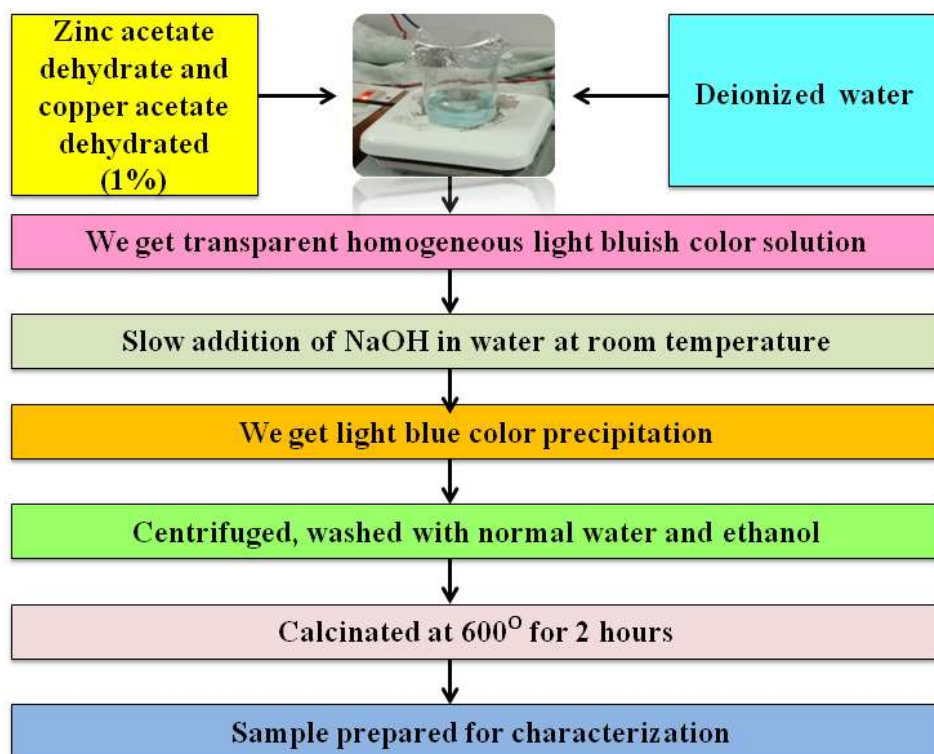 Zinc acetate
dehydrate and
copper acetate
dehydrated
(1%)
Deionized water
We get transparent homogeneous light bluish color solution
Slow addition of NaOH in water at room temperature
We get light blue color precipitation
Centrifuged, washed with normal water and ethanol
Calcinated at 600⁰ for 2 hours
Sample prepared for characterization